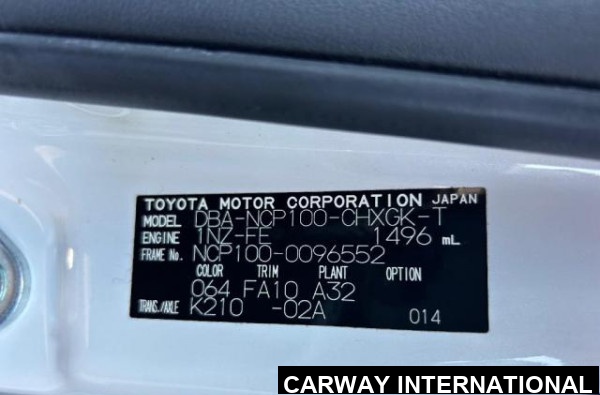 TOYOTA MOTOR CORPORATION JAPAN
MODEL DBA-NCP100-CHXGK-T
ENGINE 1NZ-FE 1496 mL
FRAME No. NCP100-0096552
COLOR TRIM PLANT OPTION
064 FA10 A32
TRANS./AXLE K210 -02A
014
CARWAY INTERNATIONAL